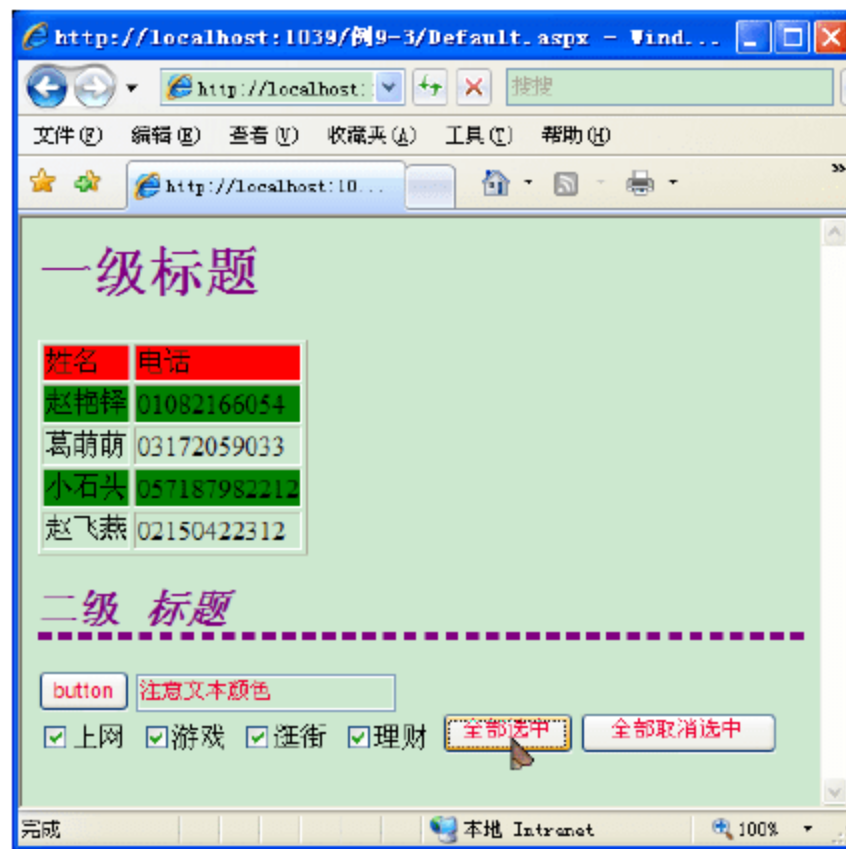 http://localhost:1039/例9-3/Default.aspx - Wind...
http://localhost: 搜搜
文件(F) 编辑(E) 查看(V) 收藏夹(A) 工具(T) 帮助(H)
http://localhost:10... »
一级标题
姓名 电话
赵艳铎 01082166054
葛萌萌 03172059033
小石头 057187982212
赵飞燕 02150422312
二级 标题
button 注意文本颜色
上网 游戏 逛街 理财 全部选中 全部取消选中
完成 本地 Intranet 100%